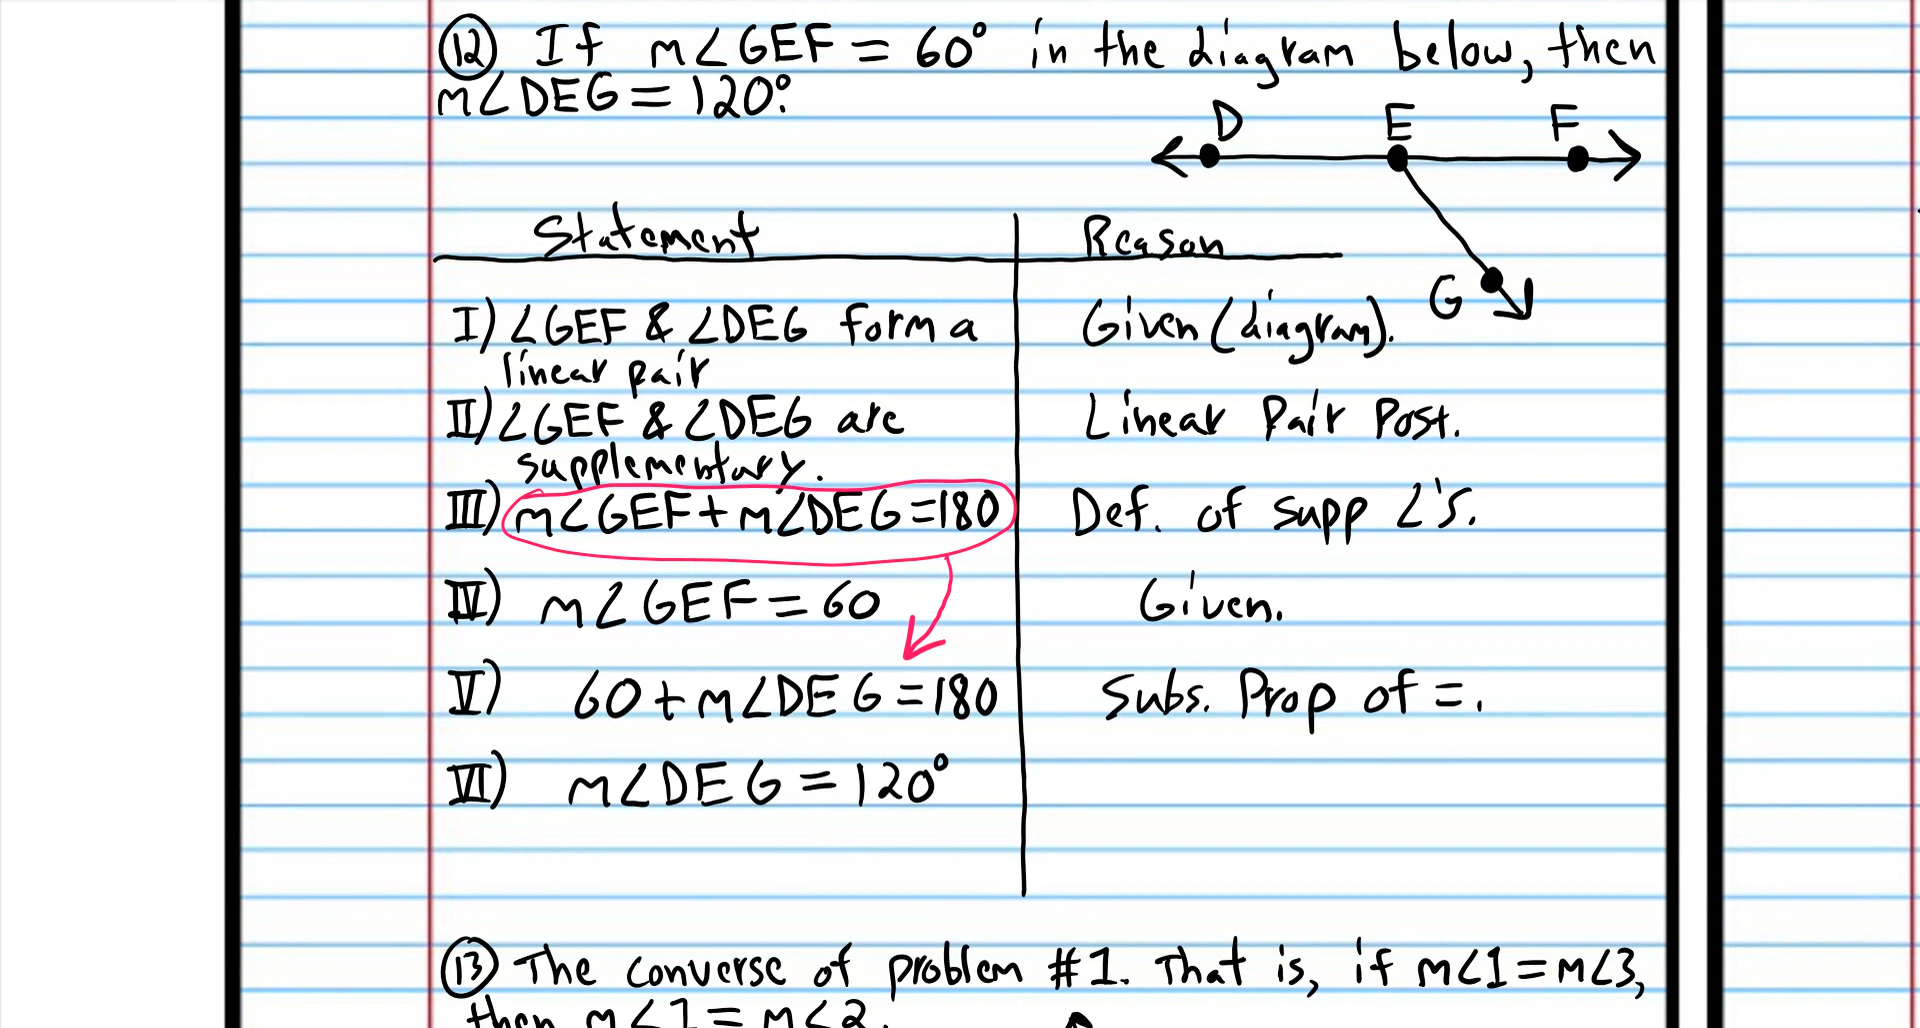 12 If m∠GEF = 60° in the diagram below, then
m∠DEG = 120°.
D E F
G
Statement Reason
I) ∠GEF & ∠DEG form a Given (diagram).
linear pair
II) ∠GEF & ∠DEG are Linear Pair Post.
supplementary.
III) m∠GEF + m∠DEG = 180 Def. of supp ∠'s.
IV) m∠GEF = 60 Given.
V) 60 + m∠DEG = 180 Subs. Prop of =.
VI) m∠DEG = 120°
13 The converse of problem #1. That is, if m∠1 = m∠3,
then m∠1 = m∠2.